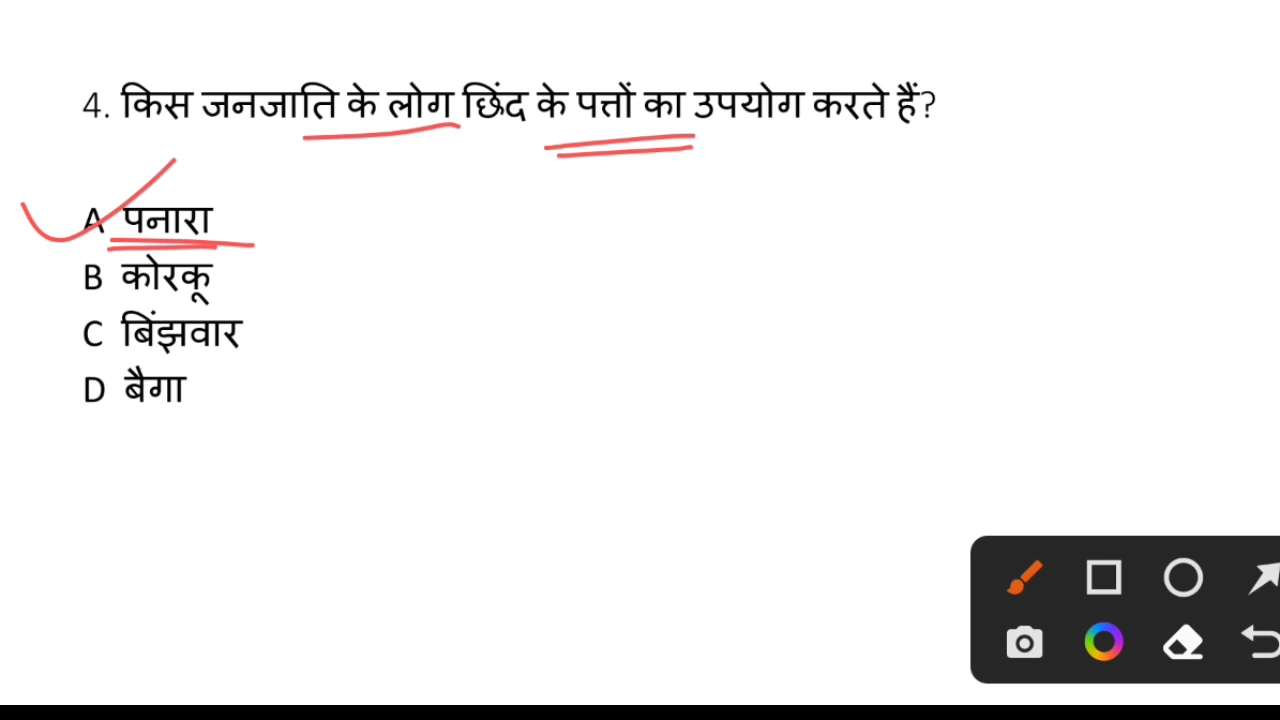 4. किस जनजाति के लोग छिंद के पत्तों का उपयोग करते हैं?
A पनारा
B कोरकू
C बिंझवार
D बैगा